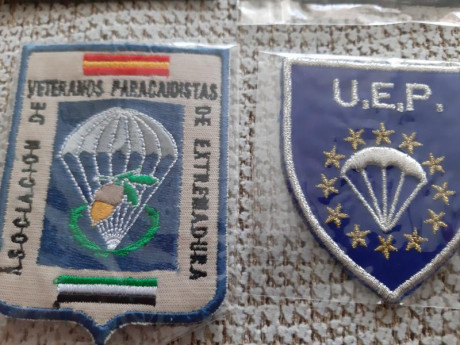 ASOCIACION DE
VETERANOS PARACAIDISTAS
DE EXTREMADURA
U.E.P.